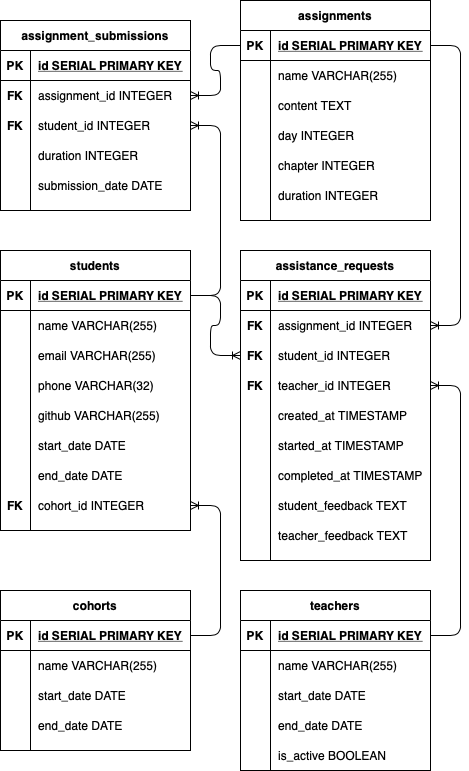 assignment_submissions
PK id SERIAL PRIMARY KEY
FK assignment_id INTEGER
FK student_id INTEGER
duration INTEGER
submission_date DATE
assignments
PK id SERIAL PRIMARY KEY
name VARCHAR(255)
content TEXT
day INTEGER
chapter INTEGER
duration INTEGER
students
PK id SERIAL PRIMARY KEY
name VARCHAR(255)
email VARCHAR(255)
phone VARCHAR(32)
github VARCHAR(255)
start_date DATE
end_date DATE
FK cohort_id INTEGER
assistance_requests
PK id SERIAL PRIMARY KEY
FK assignment_id INTEGER
FK student_id INTEGER
FK teacher_id INTEGER
created_at TIMESTAMP
started_at TIMESTAMP
completed_at TIMESTAMP
student_feedback TEXT
teacher_feedback TEXT
cohorts
PK id SERIAL PRIMARY KEY
name VARCHAR(255)
start_date DATE
end_date DATE
teachers
PK id SERIAL PRIMARY KEY
name VARCHAR(255)
start_date DATE
end_date DATE
is_active BOOLEAN